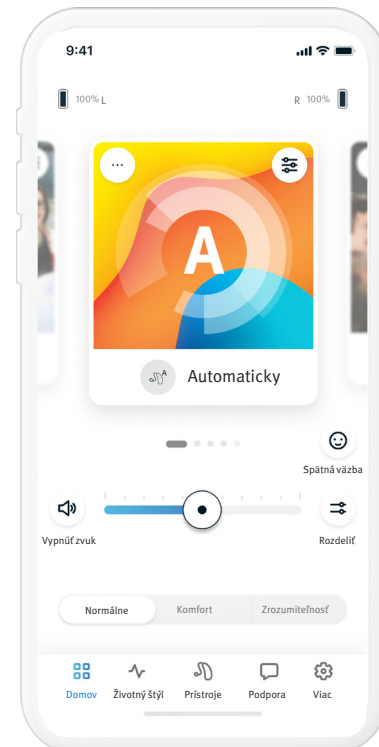 9:41
100% L
R 100%
A
A
Automaticky
Spätná väzba
Vypnúť zvuk
Rozdeliť
Normálne Komfort Zrozumiteľnosť
Domov Životný štýl Prístroje Podpora Viac